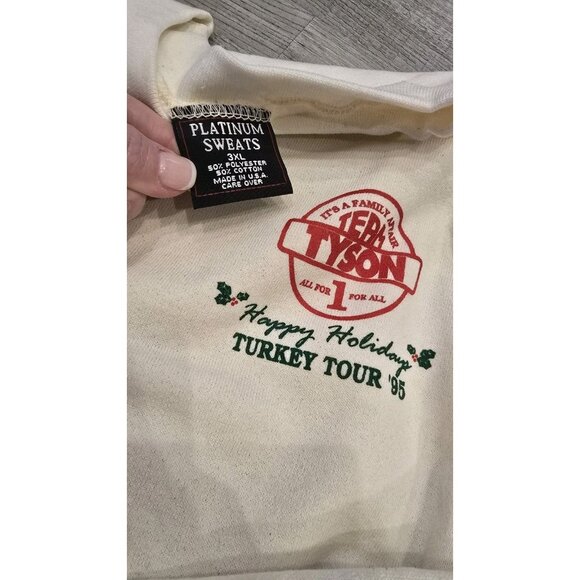 PLATINUM
SWEATS
3XL
50% POLYESTER
50% COTTON
MADE IN U.S.A.
CARE OVER
IT'S A FAMILY AFFAIR
TEAM
TYSON
ALL FOR 1 FOR ALL
Happy Holidays
TURKEY TOUR '95